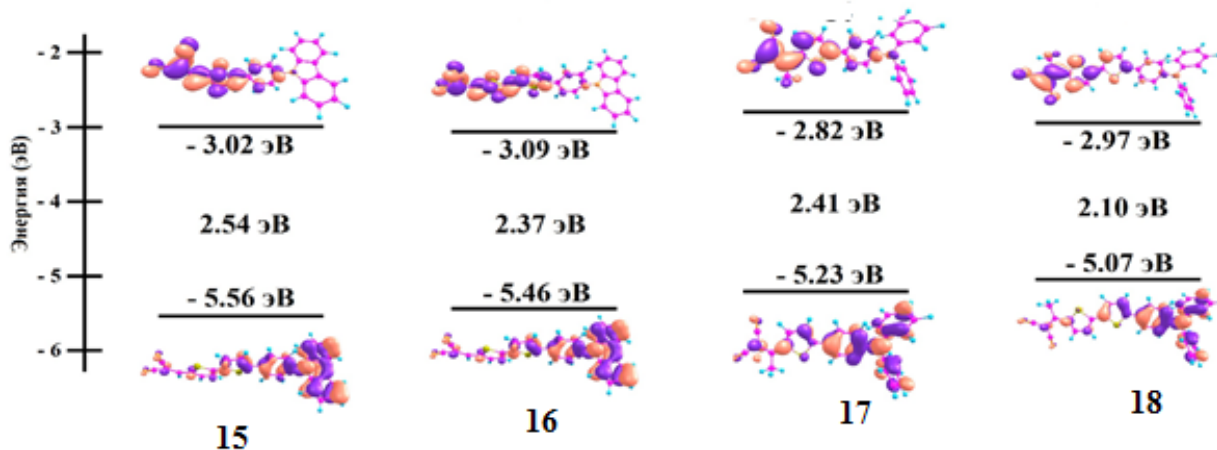 Энергия (эВ)
- 2
- 3
- 4
- 5
- 6
- 3.02 эВ
2.54 эВ
- 5.56 эВ
15
- 3.09 эВ
2.37 эВ
- 5.46 эВ
16
- 2.82 эВ
2.41 эВ
- 5.23 эВ
17
- 2.97 эВ
2.10 эВ
- 5.07 эВ
18